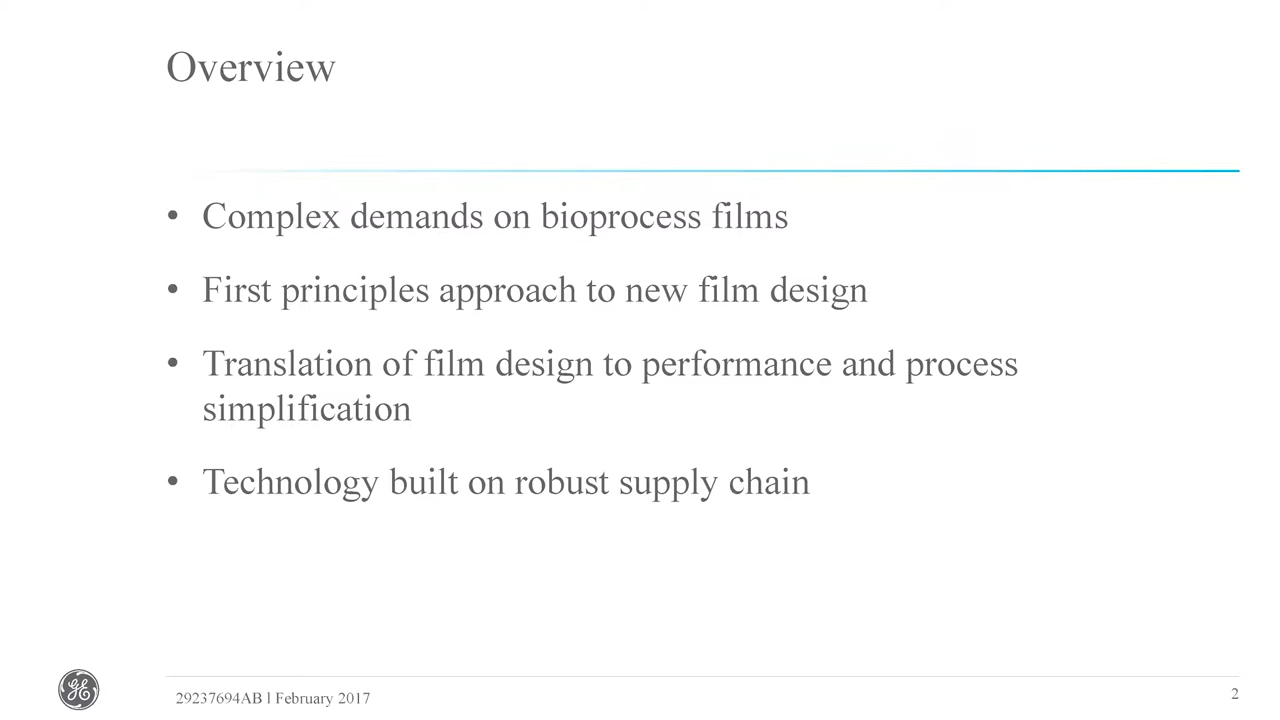 Overview
• Complex demands on bioprocess films
• First principles approach to new film design
• Translation of film design to performance and process
simplification
• Technology built on robust supply chain
GE
29237694AB l February 2017
2